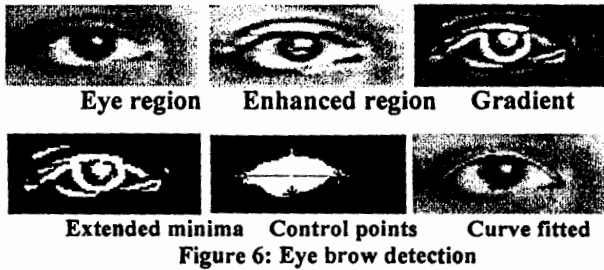 Eye region Enhanced region Gradient
Extended minima Control points Curve fitted
Figure 6: Eye brow detection